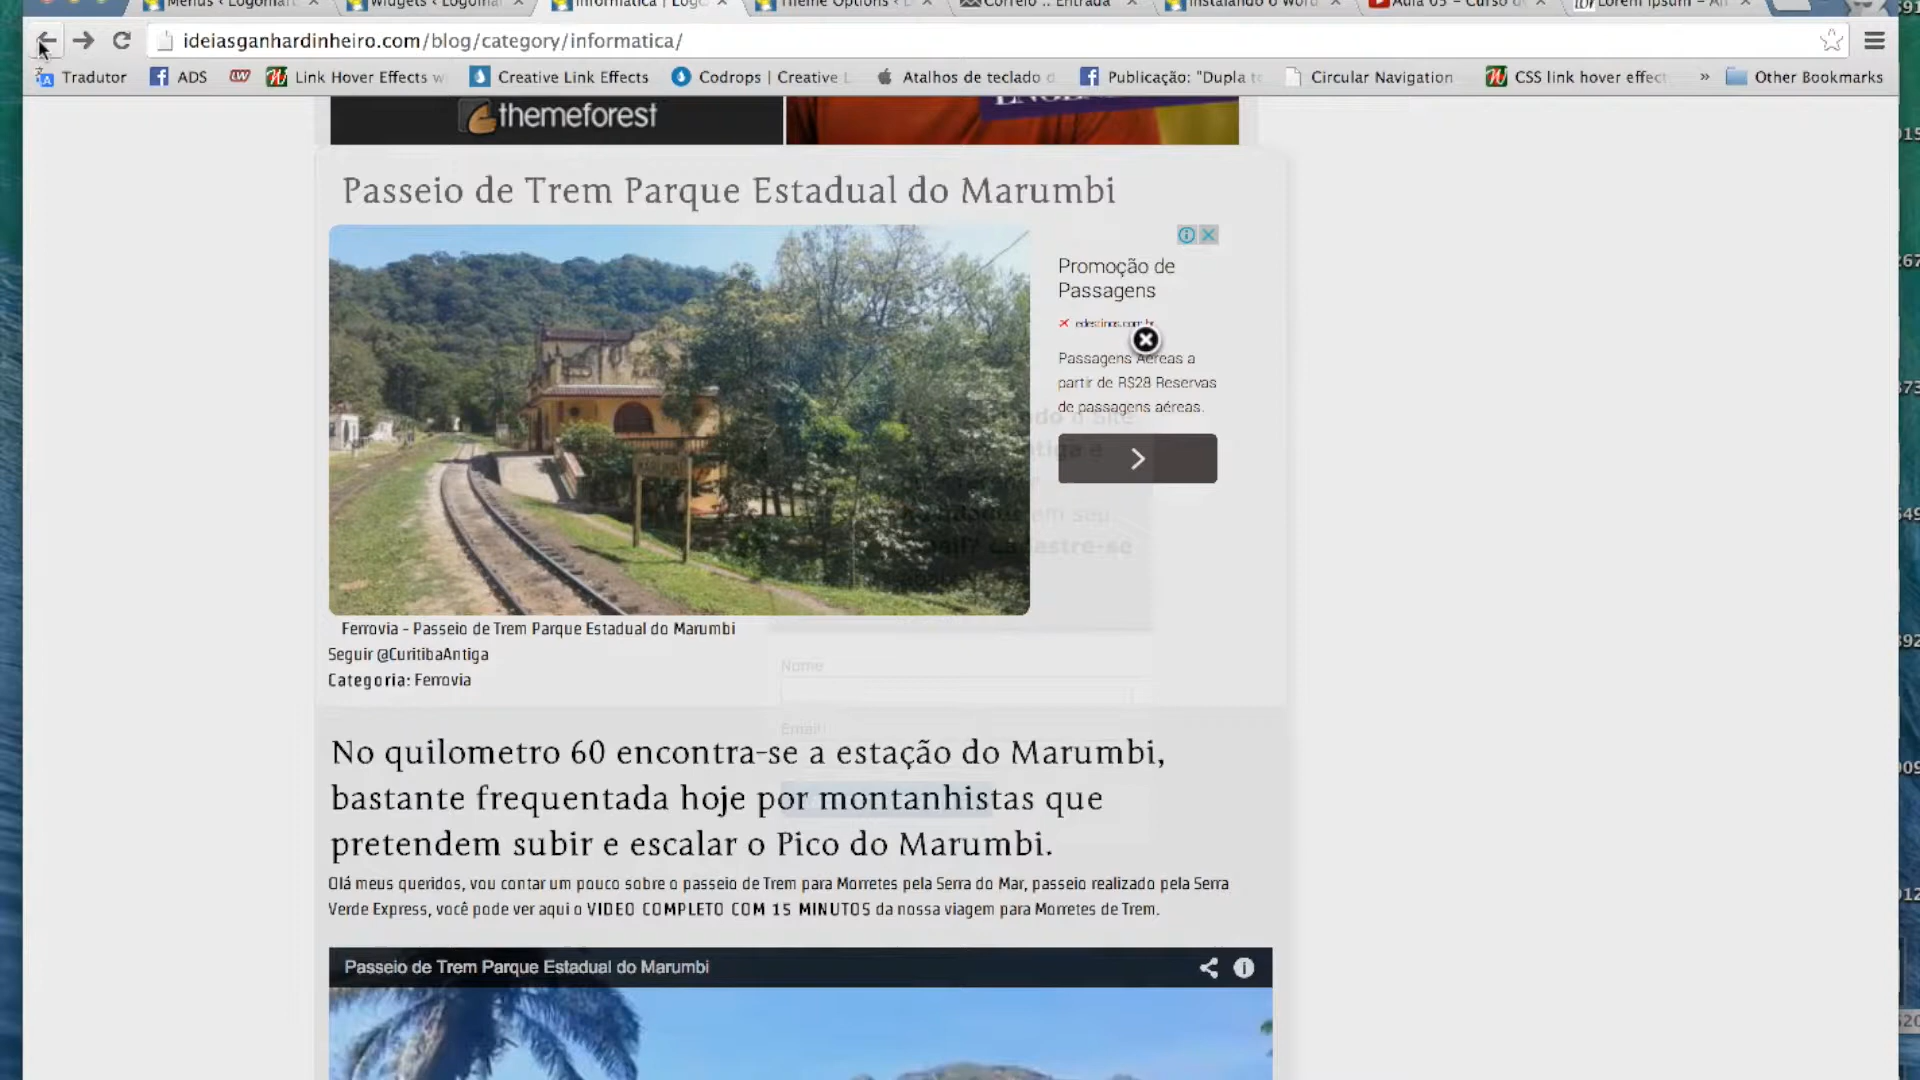 Menus ‹ Logomar
Widgets ‹ Logomar
Informatica | Logo
Theme Options ‹
Correio :: Entrada
Instalando o Word
Aula 05 – Curso d
Lorem Ipsum – A
ideiasganhardinheiro.com/blog/category/informatica/
Tradutor
ADS
Link Hover Effects w
Creative Link Effects
Codrops | Creative
Atalhos de teclado d
Publicação: "Dupla t
Circular Navigation
CSS link hover effect
»
Other Bookmarks
themeforest
Passeio de Trem Parque Estadual do Marumbi
Promoção de
Passagens
edestinos.com.br
Passagens Aéreas a
partir de R$28 Reservas
de passagens aéreas.
Ferrovia - Passeio de Trem Parque Estadual do Marumbi
Seguir @CuritibaAntiga
Categoria: Ferrovia
Nome
Email
No quilometro 60 encontra-se a estação do Marumbi,
bastante frequentada hoje por montanhistas que
pretendem subir e escalar o Pico do Marumbi.
Olá meus queridos, vou contar um pouco sobre o passeio de Trem para Morretes pela Serra do Mar, passeio realizado pela Serra
Verde Express, você pode ver aqui o VIDEO COMPLETO COM 15 MINUTOS da nossa viagem para Morretes de Trem.
Passeio de Trem Parque Estadual do Marumbi